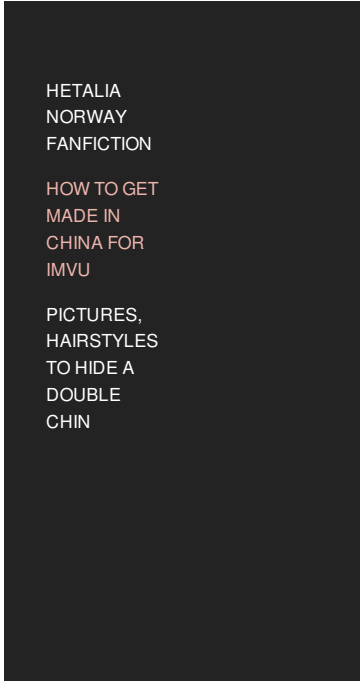 HETALIA
NORWAY
FANFICTION
HOW TO GET
MADE IN
CHINA FOR
IMVU
PICTURES,
HAIRSTYLES
TO HIDE A
DOUBLE
CHIN